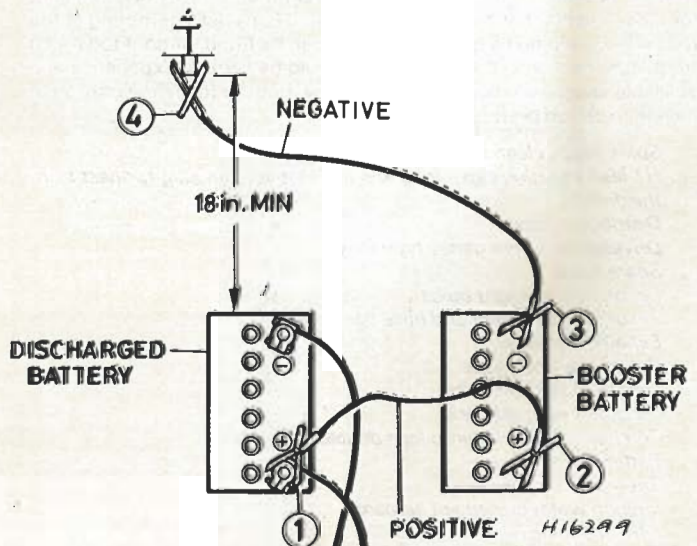 4
NEGATIVE
18in. MIN
3
DISCHARGED
BATTERY
−
−
BOOSTER
BATTERY
+
+
2
1
POSITIVE
H16299